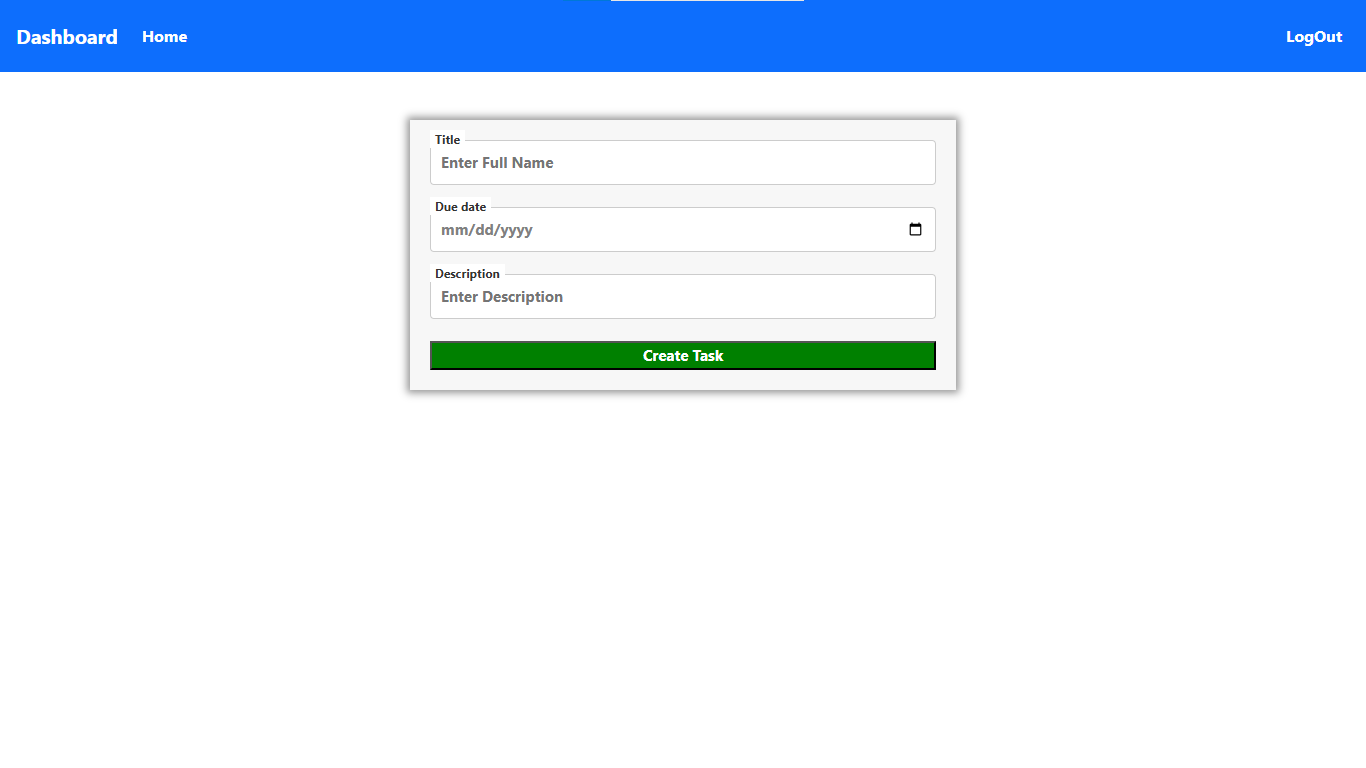 Dashboard Home LogOut
Title
Enter Full Name
Due date
mm/dd/yyyy
Description
Enter Description
Create Task